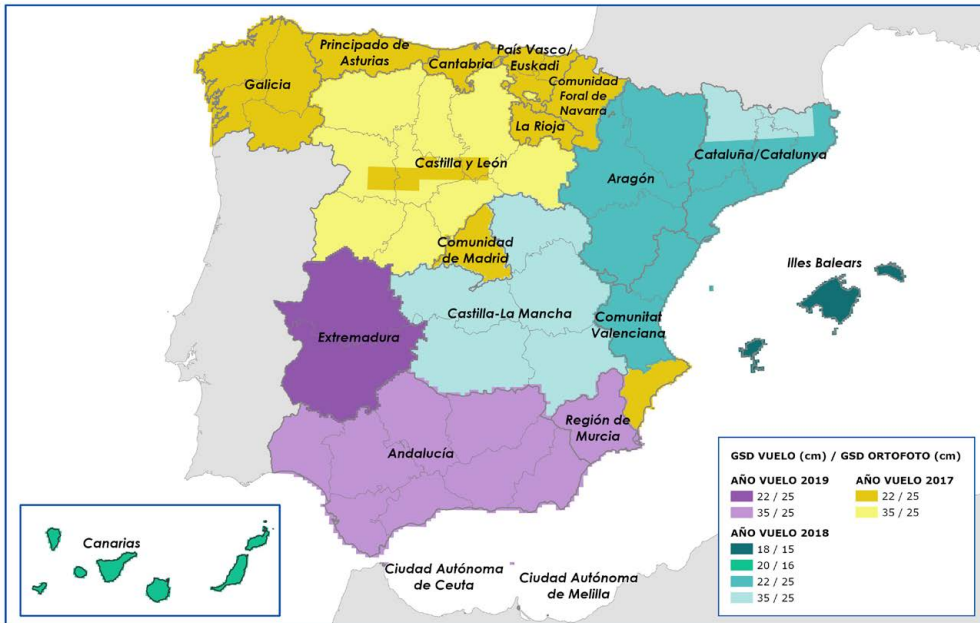 Galicia
Principado de
Asturias
Cantabria
País Vasco/
Euskadi
Comunidad
Foral de
Navarra
La Rioja
Castilla y León
Aragón
Cataluña/Catalunya
Comunidad
de Madrid
Illes Balears
Castilla-La Mancha
Comunitat
Valenciana
Extremadura
Región de
Murcia
Andalucía
Canarias
Ciudad Autónoma
de Ceuta
Ciudad Autónoma
de Melilla
GSD VUELO (cm) / GSD ORTOFOTO (cm)
AÑO VUELO 2019
22 / 25
35 / 25
AÑO VUELO 2018
18 / 15
20 / 16
22 / 25
35 / 25
AÑO VUELO 2017
22 / 25
35 / 25